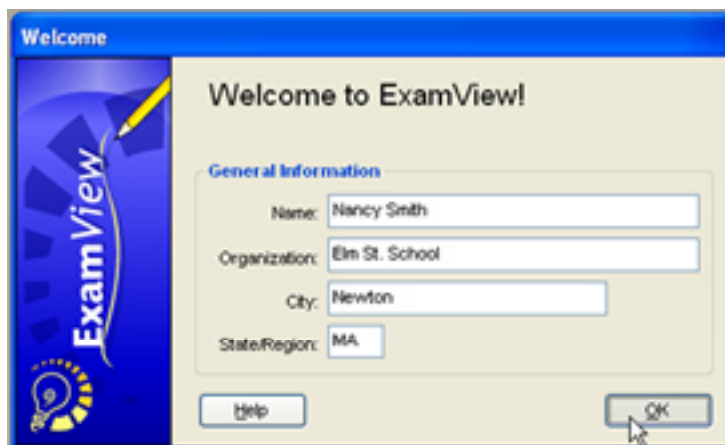 Welcome
Welcome to ExamView!
ExamView
General Information
Name: Nancy Smith
Organization: Elm St. School
City: Newton
State/Region: MA
Help
OK